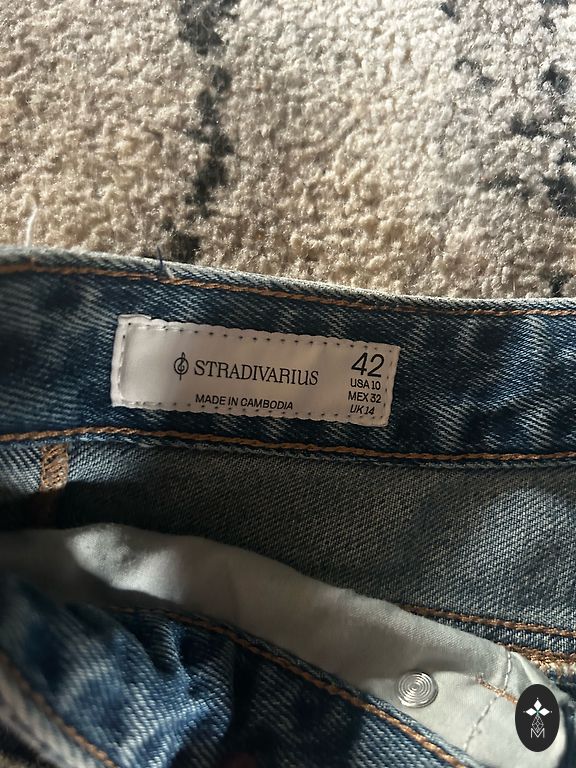 STRADIVARIUS
MADE IN CAMBODIA
42
USA 10
MEX 32
UK 14
M